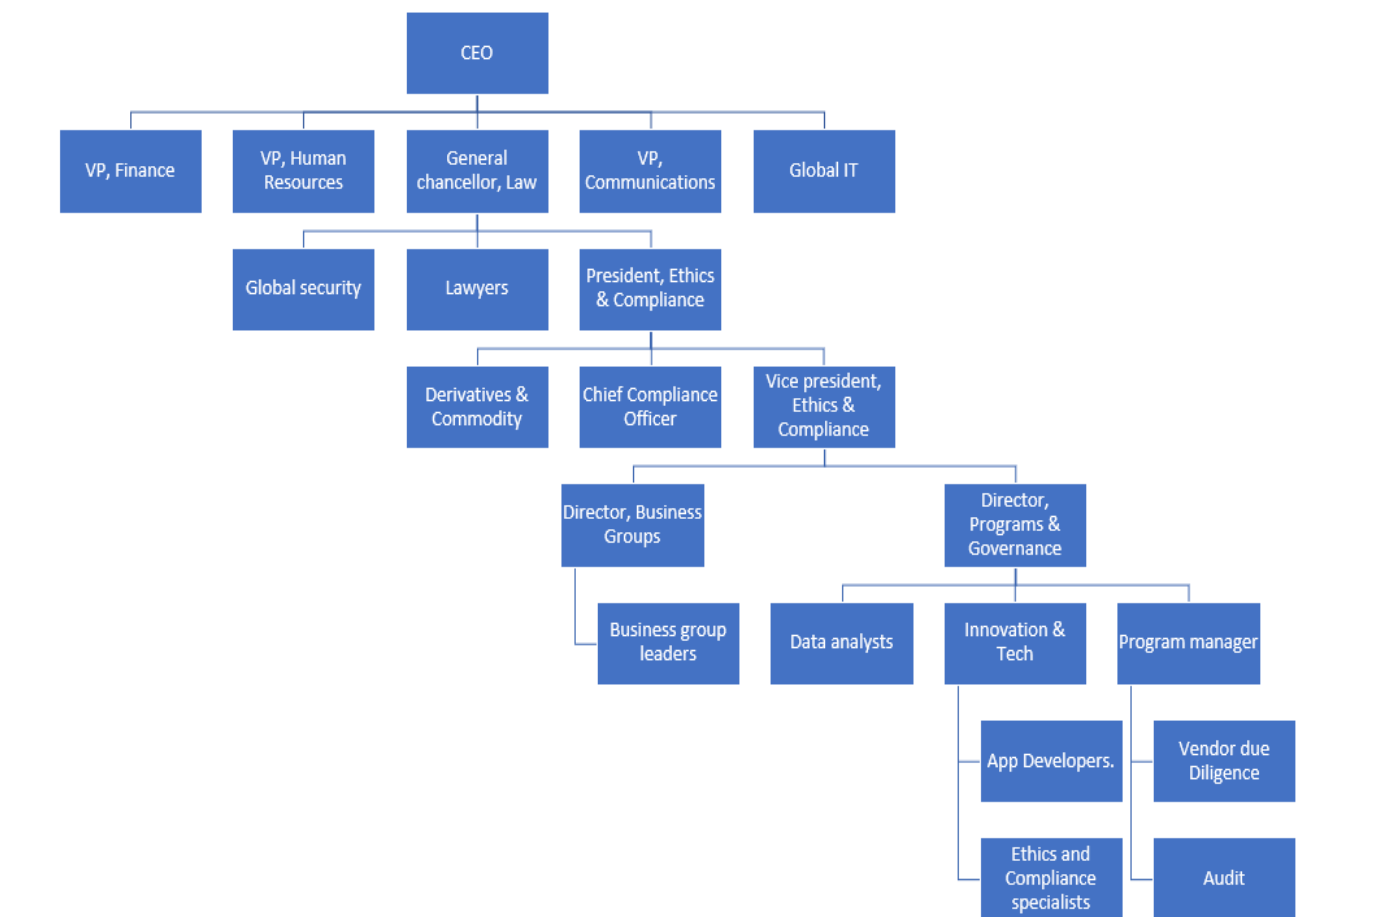 CEO
VP, Finance
VP, Human
Resources
General
chancellor, Law
VP,
Communications
Global IT
Global security
Lawyers
President, Ethics
& Compliance
Derivatives &
Commodity
Chief Compliance
Officer
Vice president,
Ethics &
Compliance
Director, Business
Groups
Director,
Programs &
Governance
Business group
leaders
Data analysts
Innovation &
Tech
Program manager
App Developers.
Vendor due
Diligence
Ethics and
Compliance
specialists
Audit